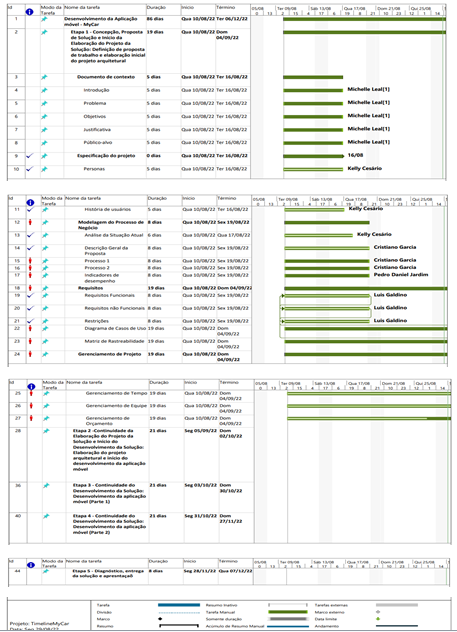 Id Modo da Tarefa Nome da tarefa Duração Início Término 05/08 Ter 09/08 Sáb 13/08 Qua 17/08 Dom 21/08 Qui 25/08
31 2 4 6 8 10 12 14 16 18 20 22 24 26 28
1 Desenvolvimento da Aplicação móvel - MyCar 86 dias Qua 10/08/22 Ter 06/12/22
2 Etapa 1 - Concepção, Proposta de Solução e Início da Elaboração do Projeto da Solução: Definição de proposta de trabalho e elaboração inicial do projeto arquitetural 19 dias Qua 10/08/22 Dom 04/09/22
3 Documento de contexto 5 dias Qua 10/08/22 Ter 16/08/22
4 Introdução 5 dias Qua 10/08/22 Ter 16/08/22 Michelle Leal[1]
5 Problema 5 dias Qua 10/08/22 Ter 16/08/22 Michelle Leal[1]
6 Objetivos 5 dias Qua 10/08/22 Ter 16/08/22 Michelle Leal[1]
7 Justificativa 5 dias Qua 10/08/22 Ter 16/08/22 Michelle Leal[1]
8 Público-alvo 5 dias Qua 10/08/22 Ter 16/08/22 Michelle Leal[1]
9 Especificação do projeto 0 dias Qua 10/08/22 Ter 16/08/22 16/08
10 Personas 5 dias Qua 10/08/22 Ter 16/08/22 Kelly Cesário
Id Modo da Tarefa Nome da tarefa Duração Início Término
11 História de usuários 5 dias Qua 10/08/22 Ter 16/08/22 Kelly Cesário
12 Modelagem do Processo de Negócio 8 dias Qua 10/08/22 Sex 19/08/22
13 Análise da Situação Atual 6 dias Qua 10/08/22 Qua 17/08/22 Kelly Cesário
14 Descrição Geral da Proposta 8 dias Qua 10/08/22 Sex 19/08/22 Cristiano Garcia
15 Processo 1 8 dias Qua 10/08/22 Sex 19/08/22 Cristiano Garcia
16 Processo 2 8 dias Qua 10/08/22 Sex 19/08/22 Cristiano Garcia
17 Indicadores de desempenho 8 dias Qua 10/08/22 Sex 19/08/22 Pedro Daniel Jardim
18 Requisitos 19 dias Qua 10/08/22 Dom 04/09/22
19 Requisitos Funcionais 8 dias Qua 10/08/22 Sex 19/08/22 Luis Galdino
20 Requisitos não Funcionais 8 dias Qua 10/08/22 Sex 19/08/22 Luis Galdino
21 Restrições 8 dias Qua 10/08/22 Sex 19/08/22 Luis Galdino
22 Diagrama de Casos de Uso 19 dias Qua 10/08/22 Dom 04/09/22
23 Matriz de Rastreabilidade 19 dias Qua 10/08/22 Dom 04/09/22
24 Gerenciamento de Projeto 19 dias Qua 10/08/22 Dom 04/09/22
Id Modo da Tarefa Nome da tarefa Duração Início Término
25 Gerenciamento de Tempo 19 dias Qua 10/08/22 Dom 04/09/22
26 Gerenciamento de Equipe 19 dias Qua 10/08/22 Dom 04/09/22
27 Gerenciamento de Orçamento 19 dias Qua 10/08/22 Dom 04/09/22
28 Etapa 2 -Continuidade da Elaboração do Projeto da Solução e Início do Desenvolvimento da Solução: Elaboração do projeto arquitetural e início do desenvolvimento da aplicação móvel 21 dias Seg 05/09/22 Dom 02/10/22
36 Etapa 3 - Continuidade do Desenvolvimento da Solução: Desenvolvimento da aplicação móvel (Parte 1) 21 dias Seg 03/10/22 Dom 30/10/22
40 Etapa 4 - Continuidade do Desenvolvimento da Solução: Desenvolvimento da aplicação móvel (Parte 2) 21 dias Seg 31/10/22 Dom 27/11/22
Id Modo da Tarefa Nome da tarefa Duração Início Término
44 Etapa 5 - Diagnóstico, entrega da solução e apresentação 8 dias Seg 28/11/22 Qua 07/12/22
Projeto: TimelineMyCar
Tarefa Resumo Inativo Tarefas externas
Divisão Tarefa Manual Marco externo
Marco Somente duração Data limite
Resumo Acúmulo de Resumo Manual Andamento